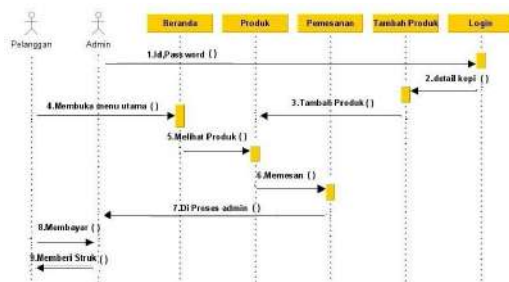 Beranda Produk Pemesanan Tambah Produk Login
Pelanggan Admin
1.Id,Password ()
2.detail kopi ()
3.Tambah Produk()
4.Membuka menu utama ()
5.Melihat Produk ()
6.Memesan ()
7.Di Proses admin ()
8.Membayar ()
9.Memberi Struk ()